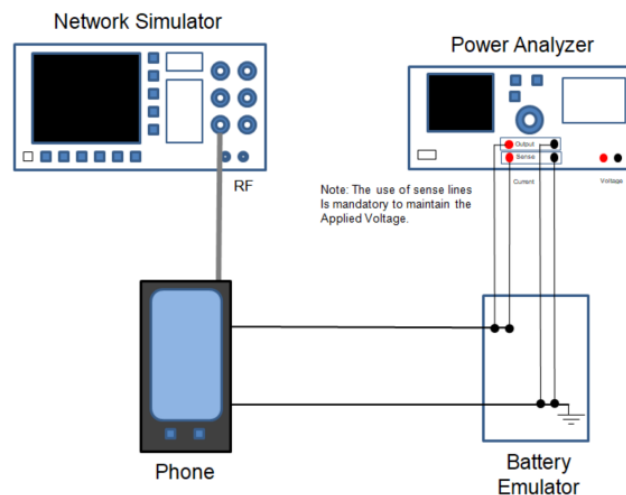 Network Simulator
Power Analyzer
Output
Sense
RF
Current
Voltage
Note: The use of sense lines
Is mandatory to maintain the
Applied Voltage.
Phone
Battery
Emulator